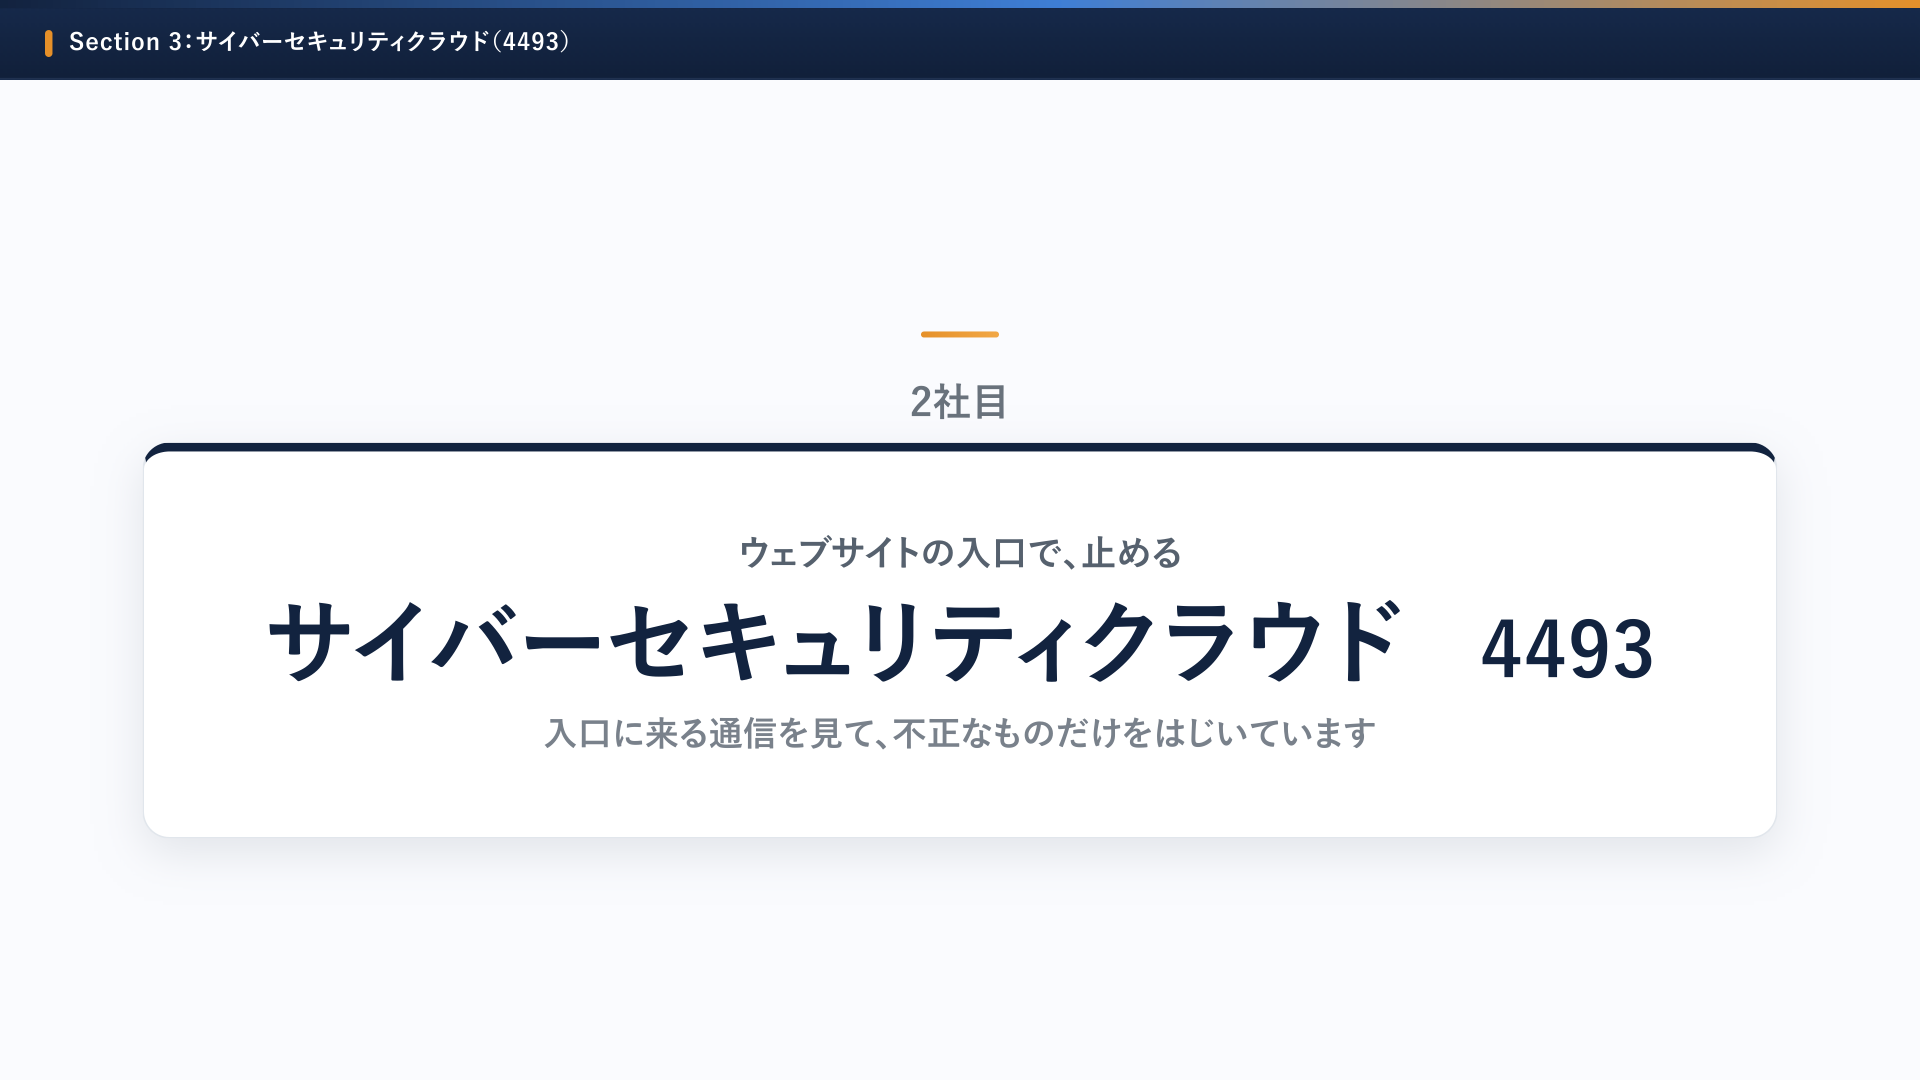 Section 3：サイバーセキュリティクラウド（4493）
2社目
ウェブサイトの入口で、止める
サイバーセキュリティクラウド　4493
入口に来る通信を見て、不正なものだけをはじいています